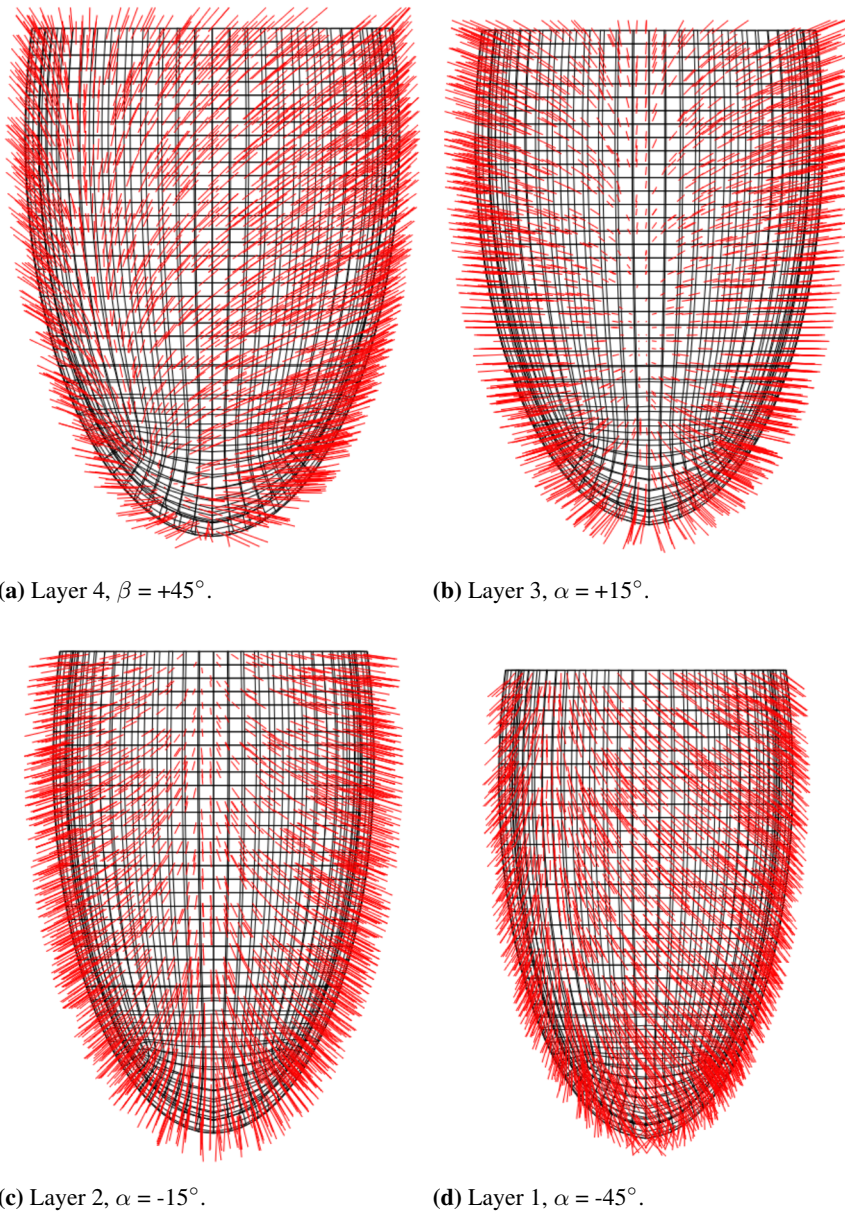 (a) Layer 4, β = +45°.
(b) Layer 3, α = +15°.
(c) Layer 2, α = -15°.
(d) Layer 1, α = -45°.